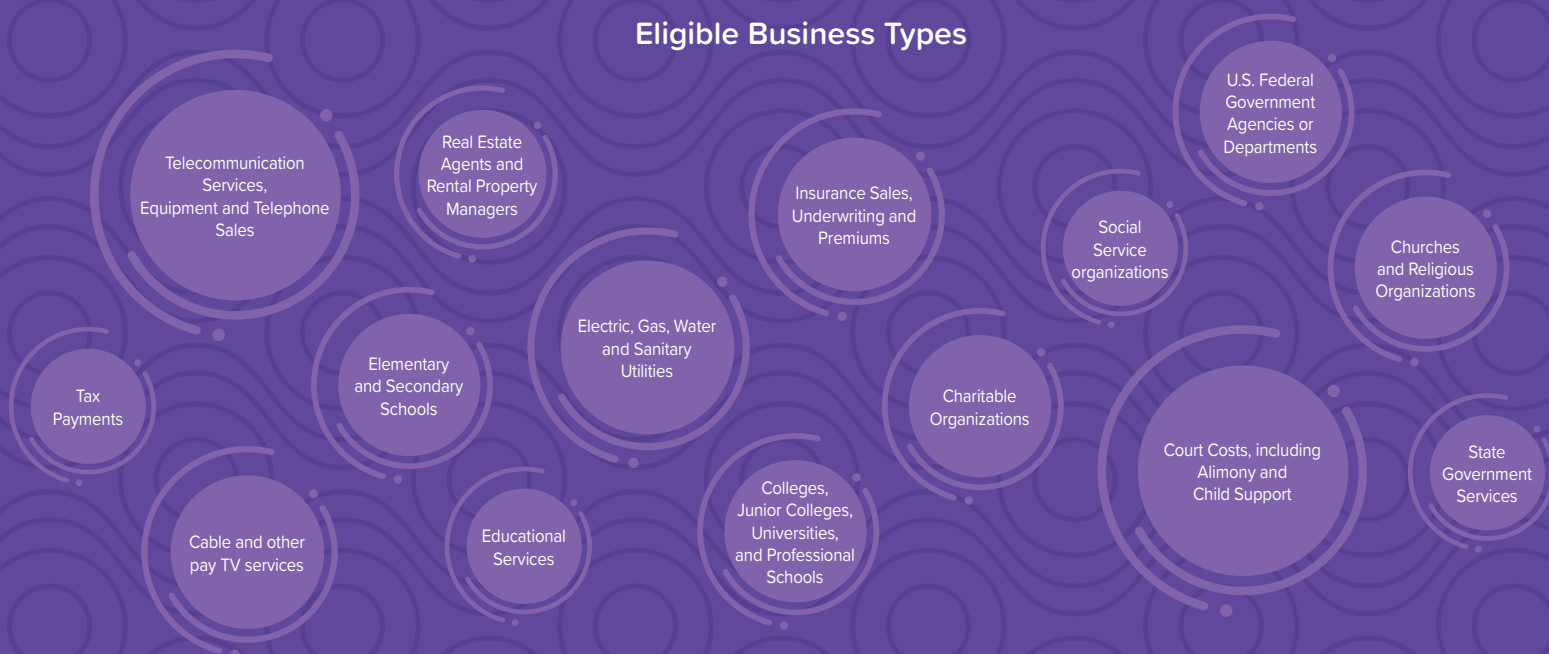 Eligible Business Types
Telecommunication
Services,
Equipment and Telephone
Sales
Real Estate
Agents and
Rental Property
Managers
Insurance Sales,
Underwriting and
Premiums
U.S. Federal
Government
Agencies or
Departments
Social
Service
organizations
Churches
and Religious
Organizations
Tax
Payments
Elementary
and Secondary
Schools
Electric, Gas, Water
and Sanitary
Utilities
Charitable
Organizations
Court Costs, including
Alimony and
Child Support
State
Government
Services
Cable and other
pay TV services
Educational
Services
Colleges,
Junior Colleges,
Universities,
and Professional
Schools